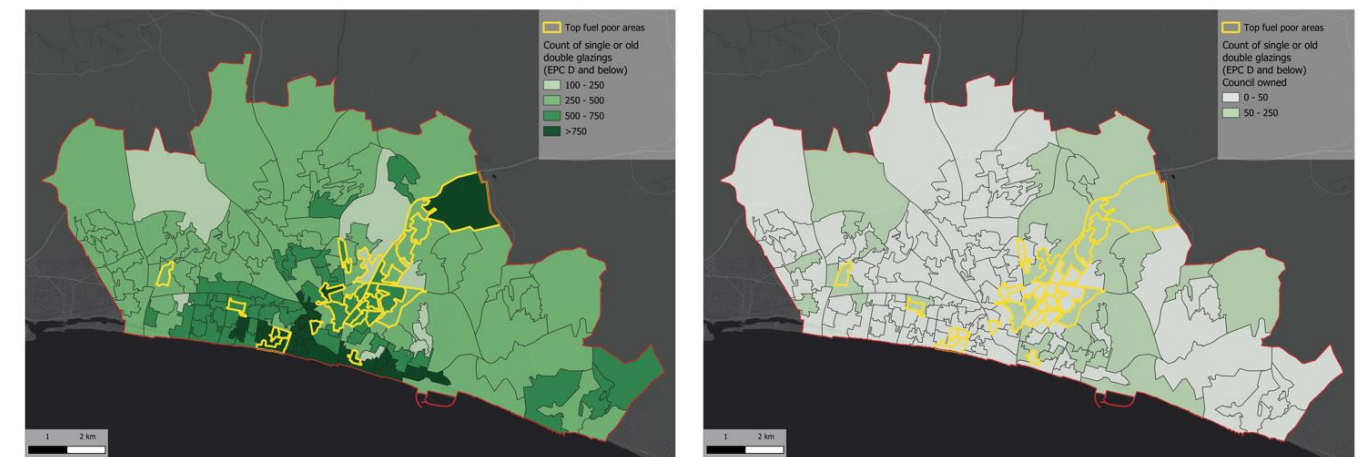 Top fuel poor areas
Count of single or old
double glazings
(EPC D and below)
100 - 250
250 - 500
500 - 750
>750
1 2 km
Top fuel poor areas
Count of single or old
double glazings
(EPC D and below)
Council owned
0 - 50
50 - 250
1 2 km